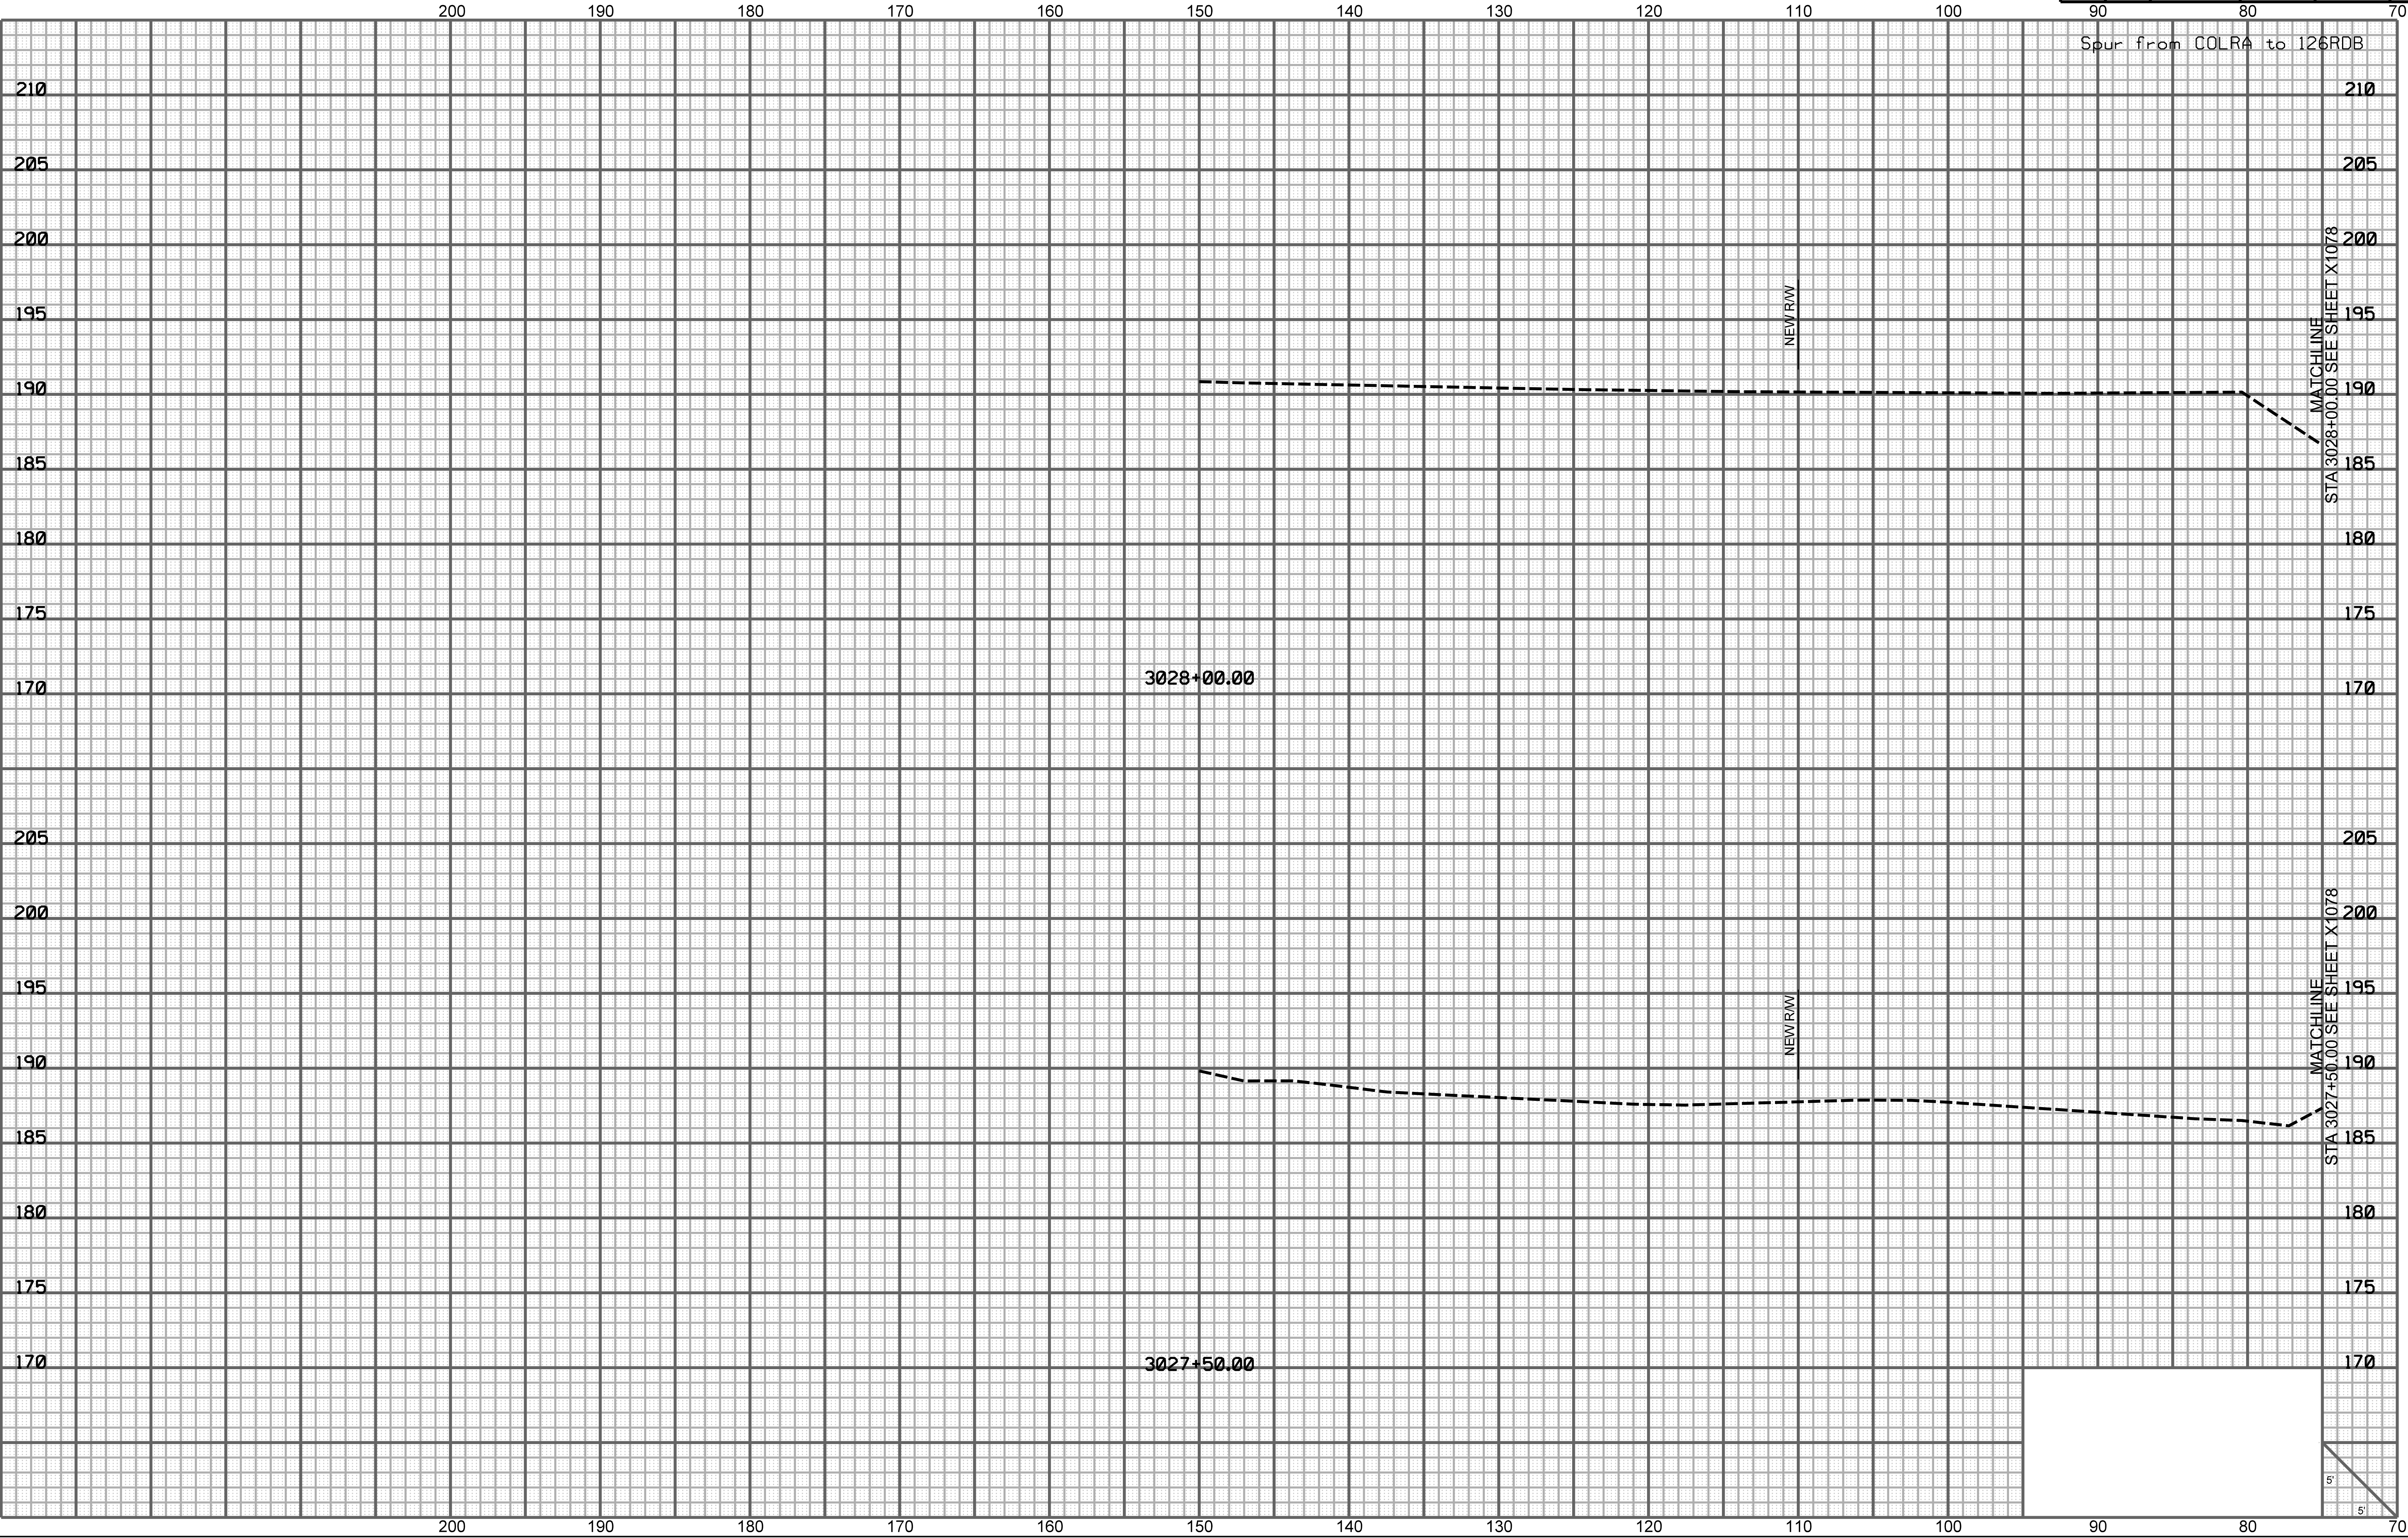 200 190 180 170 160 150 140 130 120 110 100 90 80 70
Spur from COLRA to 126RDB
210 210
205 205
200 200
195 195
190 190
185 185
180 180
175 175
170 170
NEW R/W
MATCHLINE
STA 3028+00.00 SEE SHEET X1078
3028+00.00
205 205
200 200
195 195
190 190
185 185
180 180
175 175
170 170
NEW R/W
MATCHLINE
STA 3027+50.00 SEE SHEET X1078
3027+50.00
5'
5'
200 190 180 170 160 150 140 130 120 110 100 90 80 70